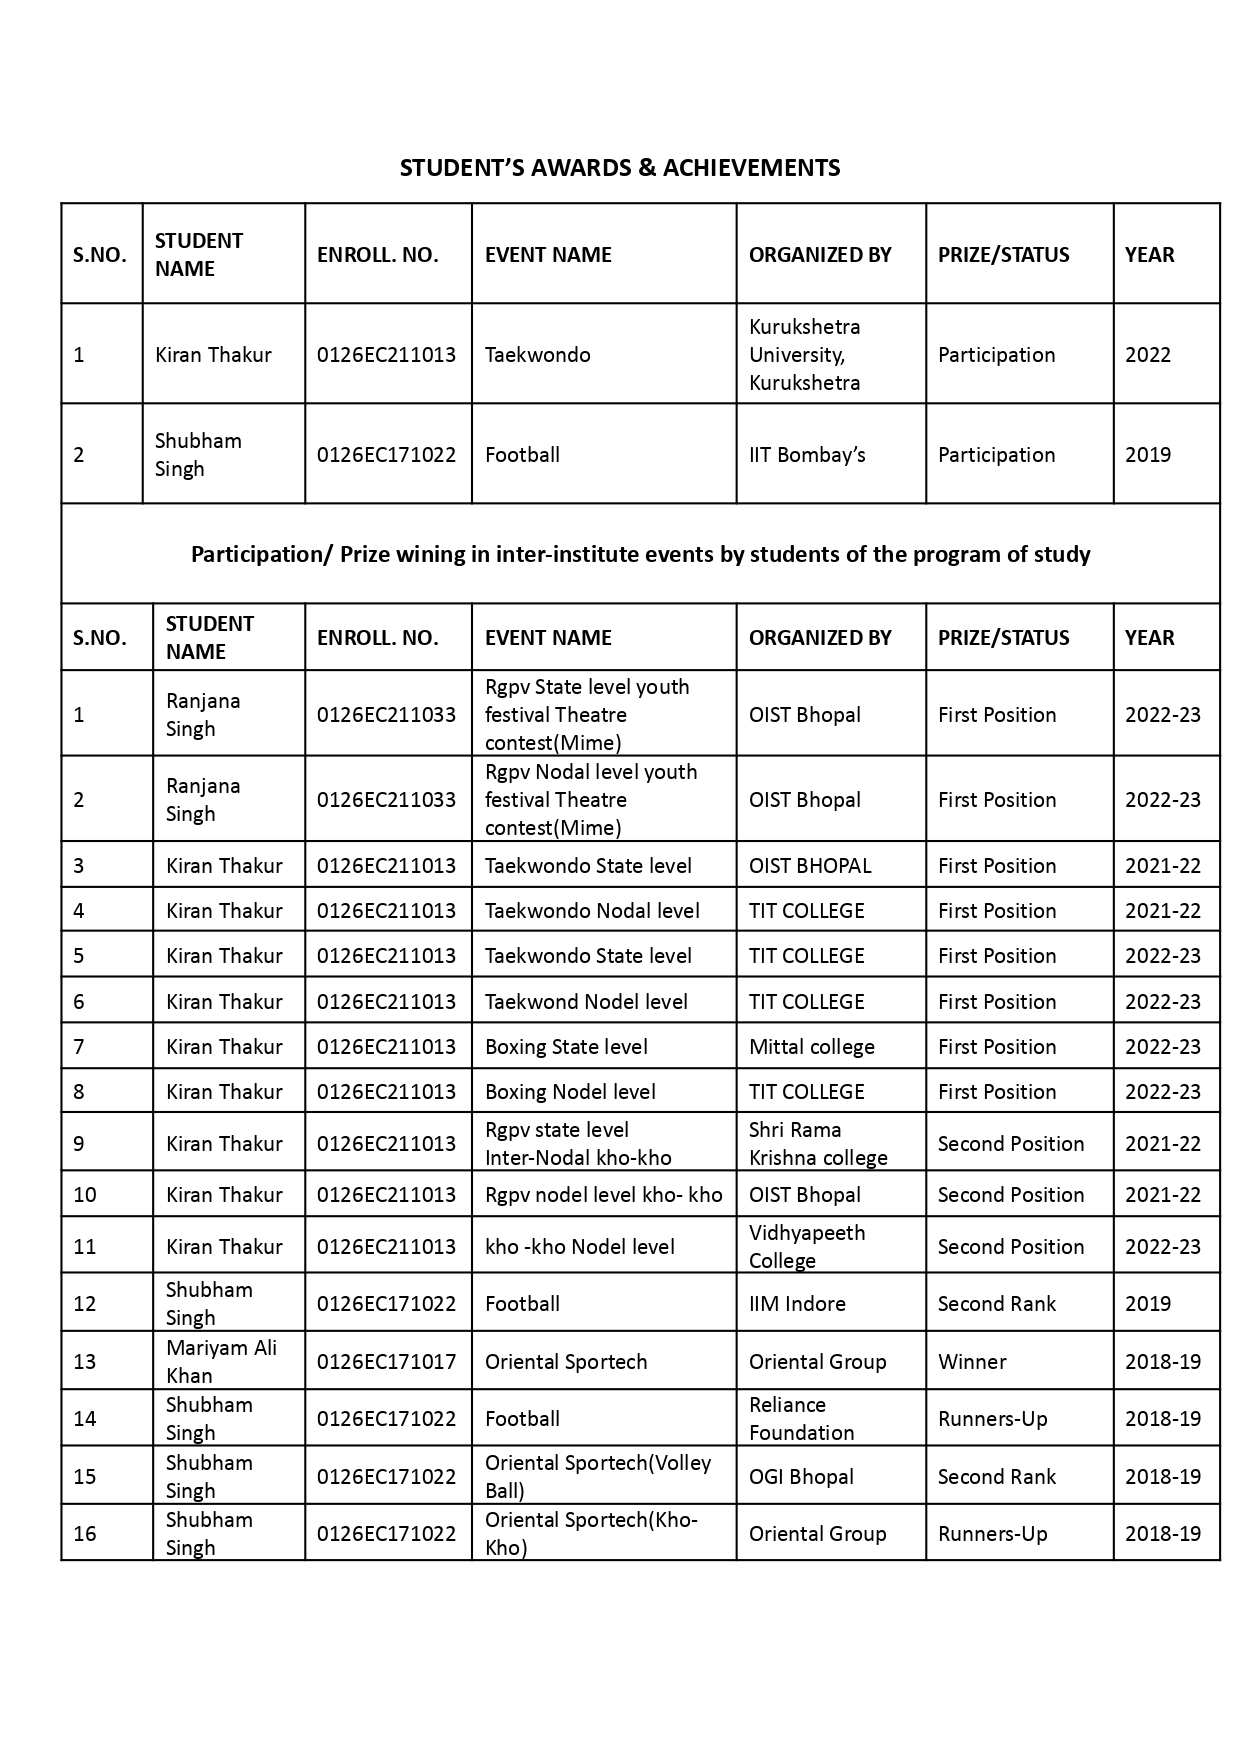 STUDENT’S AWARDS & ACHIEVEMENTS
S.NO. STUDENT NAME ENROLL. NO. EVENT NAME ORGANIZED BY PRIZE/STATUS YEAR
1 Kiran Thakur 0126EC211013 Taekwondo Kurukshetra University, Kurukshetra Participation 2022
2 Shubham Singh 0126EC171022 Football IIT Bombay’s Participation 2019
Participation/ Prize wining in inter-institute events by students of the program of study
S.NO. STUDENT NAME ENROLL. NO. EVENT NAME ORGANIZED BY PRIZE/STATUS YEAR
1 Ranjana Singh 0126EC211033 Rgpv State level youth festival Theatre contest(Mime) OIST Bhopal First Position 2022-23
2 Ranjana Singh 0126EC211033 Rgpv Nodal level youth festival Theatre contest(Mime) OIST Bhopal First Position 2022-23
3 Kiran Thakur 0126EC211013 Taekwondo State level OIST BHOPAL First Position 2021-22
4 Kiran Thakur 0126EC211013 Taekwondo Nodal level TIT COLLEGE First Position 2021-22
5 Kiran Thakur 0126EC211013 Taekwondo State level TIT COLLEGE First Position 2022-23
6 Kiran Thakur 0126EC211013 Taekwond Nodel level TIT COLLEGE First Position 2022-23
7 Kiran Thakur 0126EC211013 Boxing State level Mittal college First Position 2022-23
8 Kiran Thakur 0126EC211013 Boxing Nodel level TIT COLLEGE First Position 2022-23
9 Kiran Thakur 0126EC211013 Rgpv state level Inter-Nodal kho-kho Shri Rama Krishna college Second Position 2021-22
10 Kiran Thakur 0126EC211013 Rgpv nodel level kho- kho OIST Bhopal Second Position 2021-22
11 Kiran Thakur 0126EC211013 kho -kho Nodel level Vidhyapeeth College Second Position 2022-23
12 Shubham Singh 0126EC171022 Football IIM Indore Second Rank 2019
13 Mariyam Ali Khan 0126EC171017 Oriental Sportech Oriental Group Winner 2018-19
14 Shubham Singh 0126EC171022 Football Reliance Foundation Runners-Up 2018-19
15 Shubham Singh 0126EC171022 Oriental Sportech(Volley Ball) OGI Bhopal Second Rank 2018-19
16 Shubham Singh 0126EC171022 Oriental Sportech(Kho-Kho) Oriental Group Runners-Up 2018-19